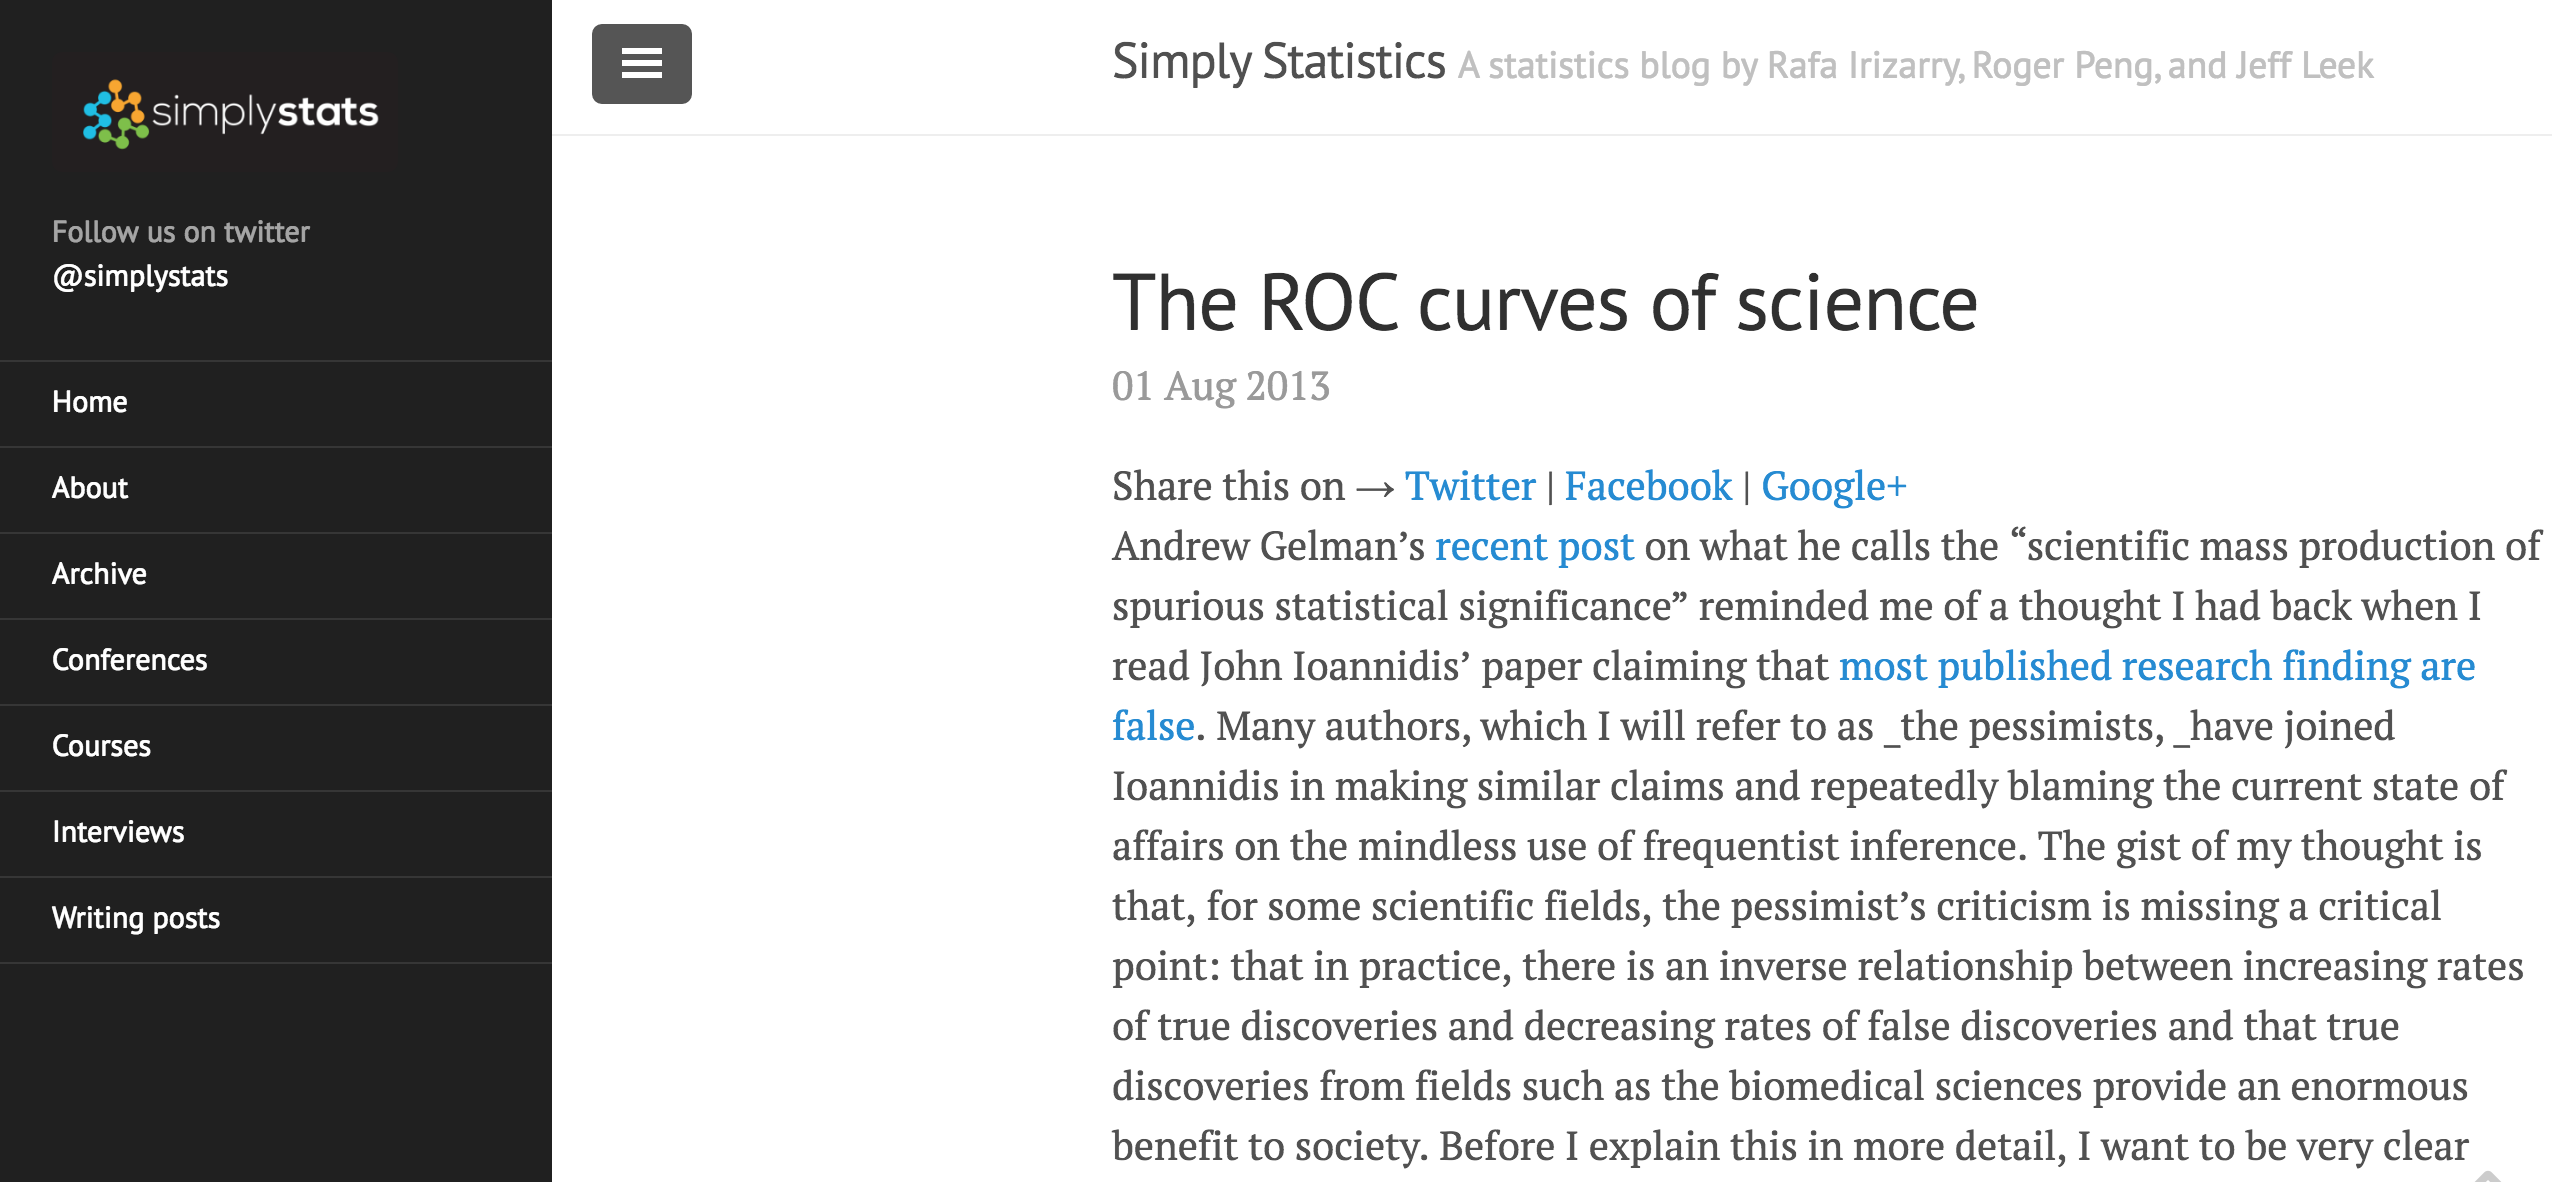 simplystats
Follow us on twitter
@simplystats
Home
About
Archive
Conferences
Courses
Interviews
Writing posts
Simply Statistics A statistics blog by Rafa Irizarry, Roger Peng, and Jeff Leek
The ROC curves of science
01 Aug 2013
Share this on → Twitter | Facebook | Google+
Andrew Gelman’s recent post on what he calls the “scientific mass production of
spurious statistical significance” reminded me of a thought I had back when I
read John Ioannidis’ paper claiming that most published research finding are
false. Many authors, which I will refer to as _the pessimists, _have joined
Ioannidis in making similar claims and repeatedly blaming the current state of
affairs on the mindless use of frequentist inference. The gist of my thought is
that, for some scientific fields, the pessimist’s criticism is missing a critical
point: that in practice, there is an inverse relationship between increasing rates
of true discoveries and decreasing rates of false discoveries and that true
discoveries from fields such as the biomedical sciences provide an enormous
benefit to society. Before I explain this in more detail, I want to be very clear